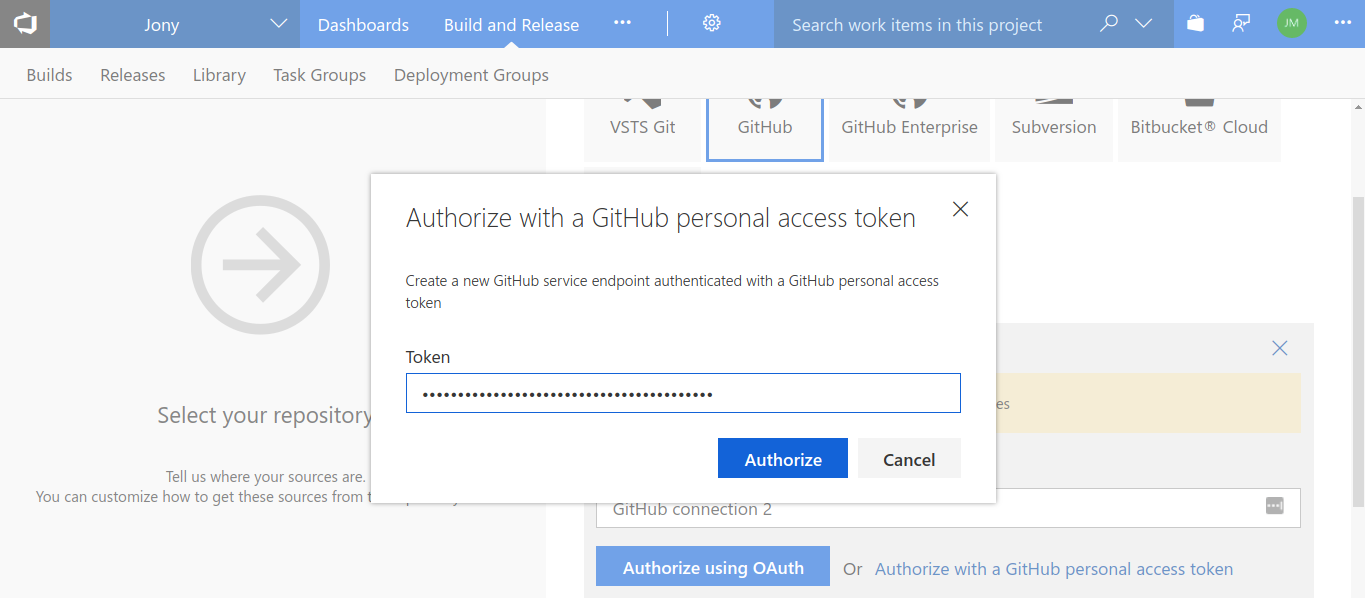 Jony
Dashboards
Build and Release
Search work items in this project
JM
Builds
Releases
Library
Task Groups
Deployment Groups
VSTS Git
GitHub
GitHub Enterprise
Subversion
Bitbucket® Cloud
Authorize with a GitHub personal access token
Create a new GitHub service endpoint authenticated with a GitHub personal access
token
Token
Authorize
Cancel
Select your repository
Tell us where your sources are.
You can customize how to get these sources from
GitHub connection 2
Authorize using OAuth
Or
Authorize with a GitHub personal access token